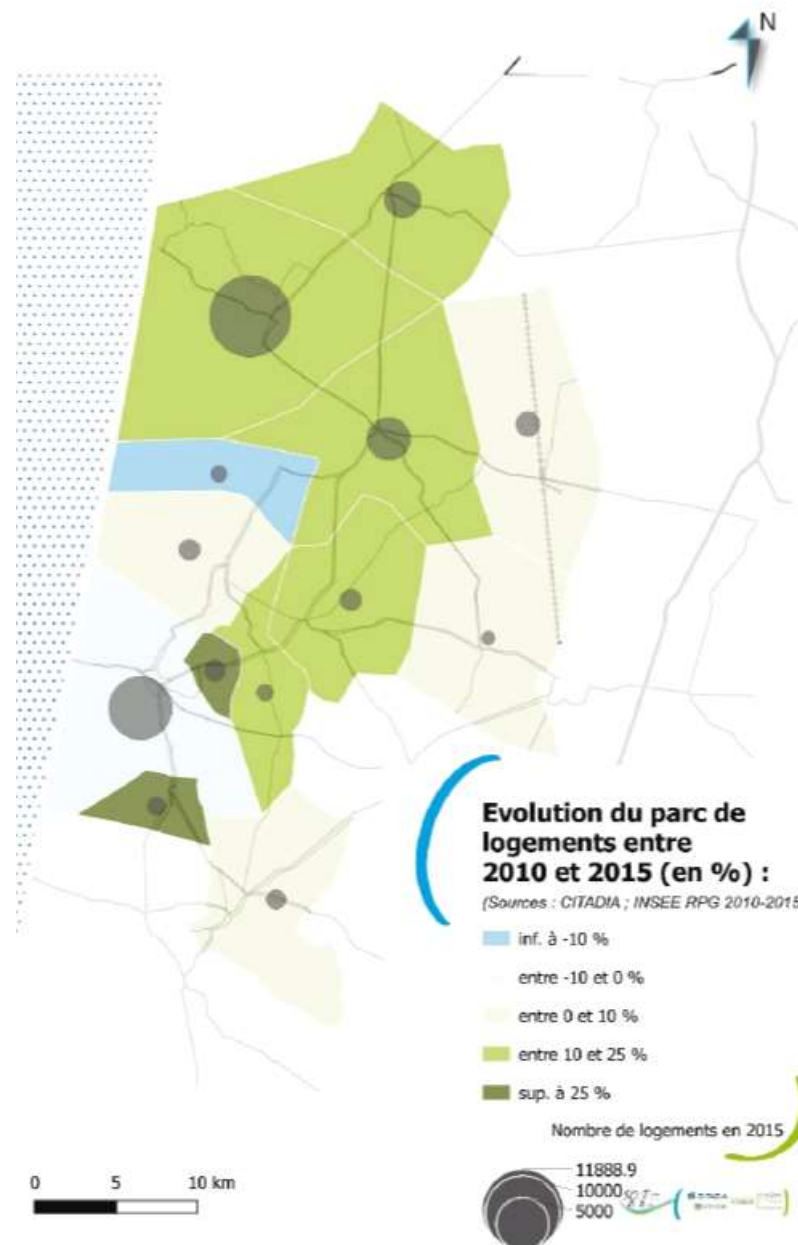 N
Evolution du parc de
logements entre
2010 et 2015 (en %) :
(Sources : CITADIA ; INSEE RPG 2010-2015
inf. à -10 %
entre -10 et 0 %
entre 0 et 10 %
entre 10 et 25 %
sup. à 25 %
Nombre de logements en 2015
11888.9
10000
5000
0 5 10 km